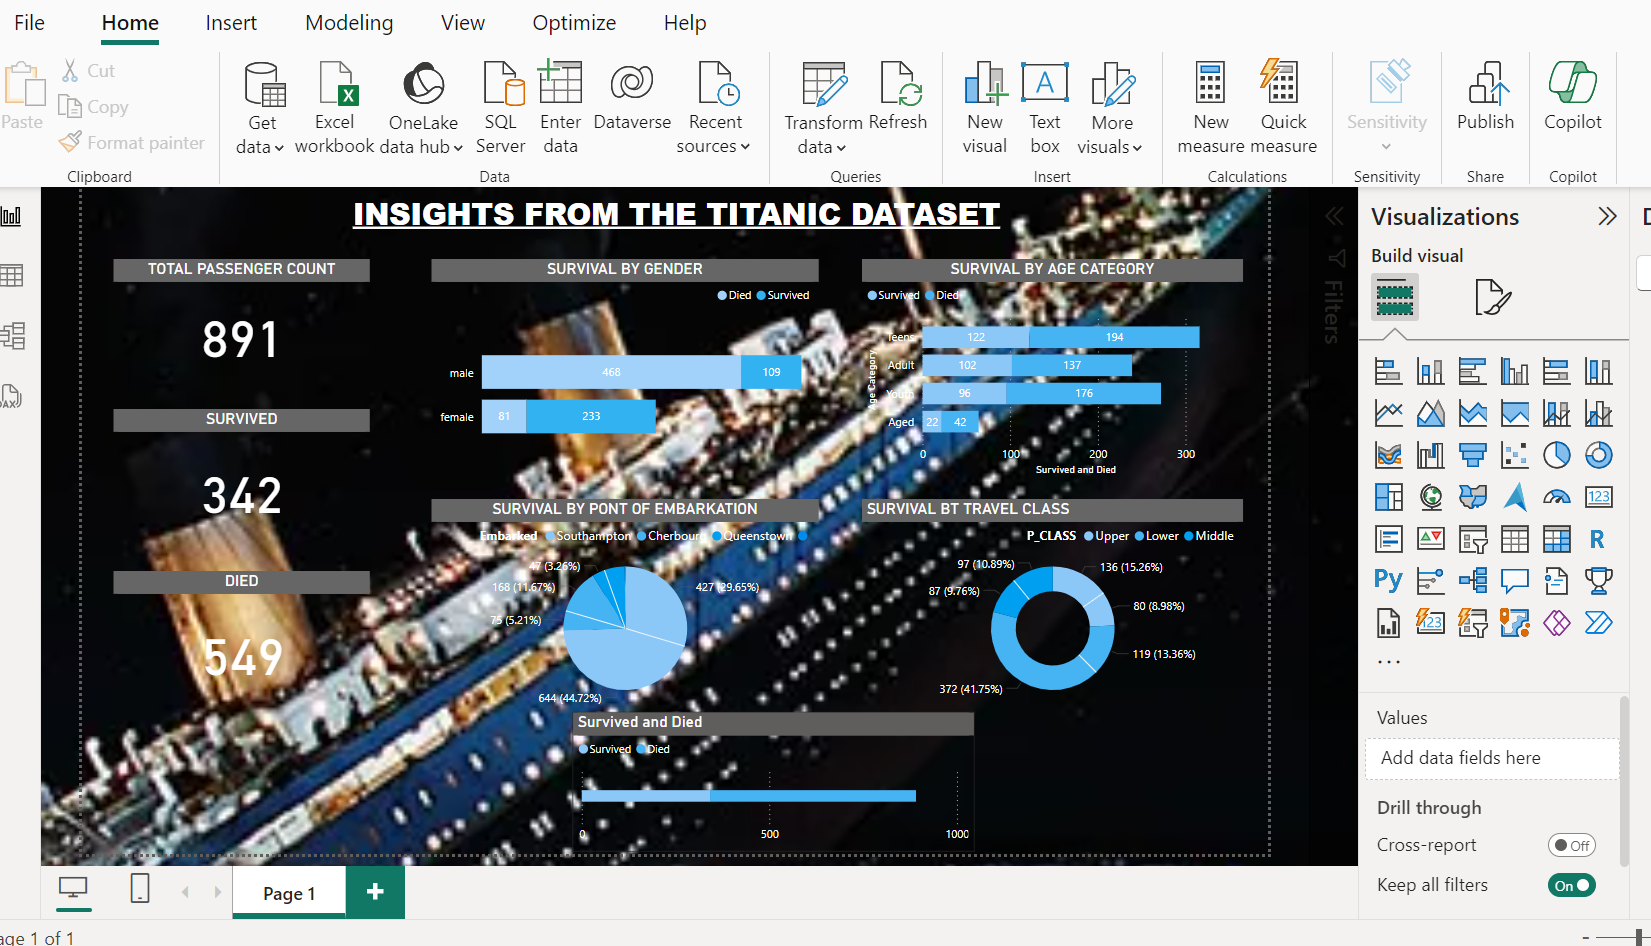 File Home Insert Modeling View Optimize Help
Paste
Cut
Copy
Format painter
Clipboard
Get data
Excel workbook
OneLake data hub
SQL Server
Enter data
Dataverse
Recent sources
Data
Transform data
Refresh
Queries
New visual
Text box
More visuals
Insert
New measure
Quick measure
Calculations
Sensitivity
Sensitivity
Publish
Share
Copilot
Copilot
INSIGHTS FROM THE TITANIC DATASET
TOTAL PASSENGER COUNT
891
SURVIVED
342
DIED
549
SURVIVAL BY GENDER
Died Survived
male 468 109
female 81 233
SURVIVAL BY AGE CATEGORY
Survived Died
Age Category
Teens 122 194
Adult 102 137
Youth 96 176
Aged 22 42
0 100 200 300
Survived and Died
SURVIVAL BY PONT OF EMBARKATION
Embarked Southampton Cherbourg Queenstown
47 (3.26%)
168 (11.67%)
75 (5.21%)
427 (29.65%)
644 (44.72%)
SURVIVAL BT TRAVEL CLASS
P_CLASS Upper Lower Middle
97 (10.89%)
87 (9.76%)
136 (15.26%)
80 (8.98%)
119 (13.36%)
372 (41.75%)
Survived and Died
Survived Died
0 500 1000
Filters
Visualizations
Build visual
123
R
Py
123
...
Values
Add data fields here
Drill through
Cross-report Off
Keep all filters On
Page 1
age 1 of 1